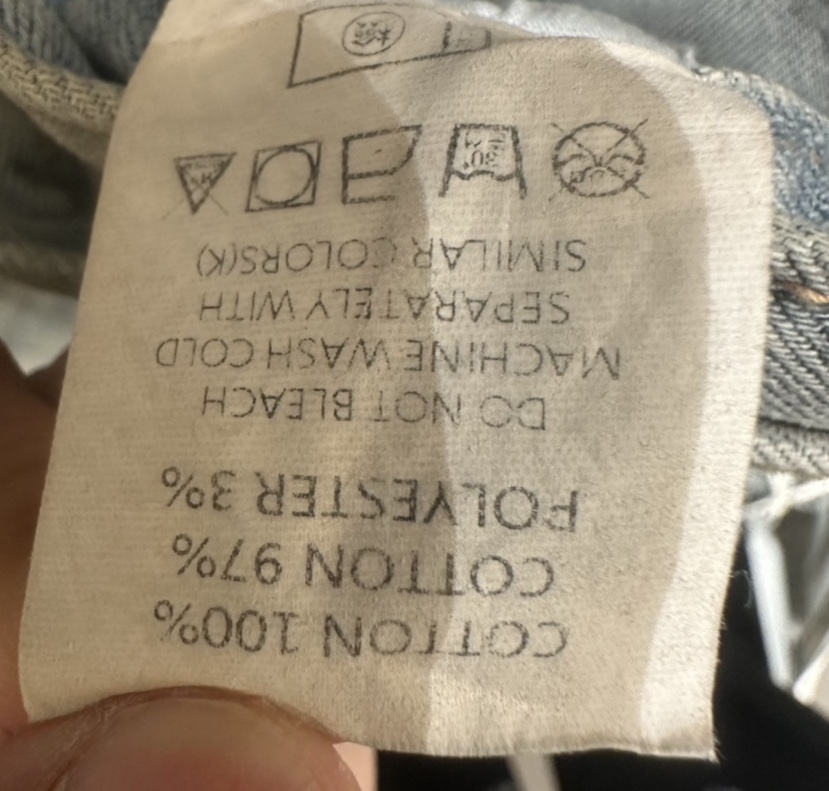 COTTON 100%
COTTON 97%
POLYESTER 3%
DO NOT BLEACH
MACHINE WASH COLD
SEPARATELY WITH
SIMILAR COLORS(K)